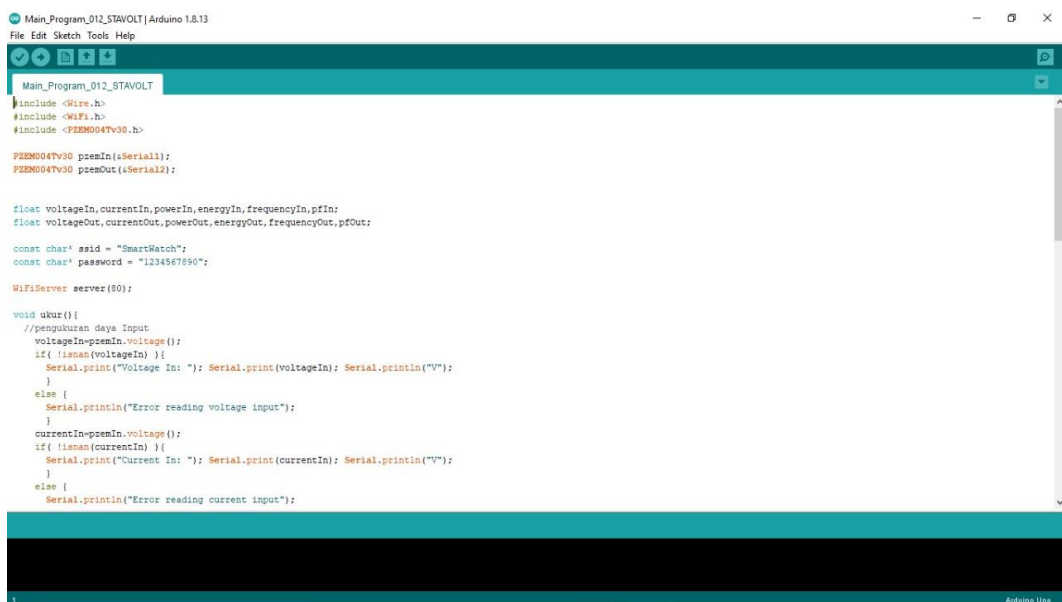 Main_Program_012_STAVOLT | Arduino 1.8.13
File Edit Sketch Tools Help
Main_Program_012_STAVOLT
#include <Wire.h>
#include <WiFi.h>
#include <PZEM004Tv30.h>
PZEM004Tv30 pzemIn(&Serial1);
PZEM004Tv30 pzemOut(&Serial2);
float voltageIn,currentIn,powerIn,energyIn,frequencyIn,pfIn;
float voltageOut,currentOut,powerOut,energyOut,frequencyOut,pfOut;
const char* ssid = "SmartWatch";
const char* password = "1234567890";
WiFiServer server(80);
void ukur(){
//pengukuran daya Input
voltageIn=pzemIn.voltage();
if( !isnan(voltageIn) ){
Serial.print("Voltage In: "); Serial.print(voltageIn); Serial.println("V");
}
else {
Serial.println("Error reading voltage input");
}
currentIn=pzemIn.voltage();
if( !isnan(currentIn) ){
Serial.print("Current In: "); Serial.print(currentIn); Serial.println("V");
}
else {
Serial.println("Error reading current input");
1
Arduino Uno